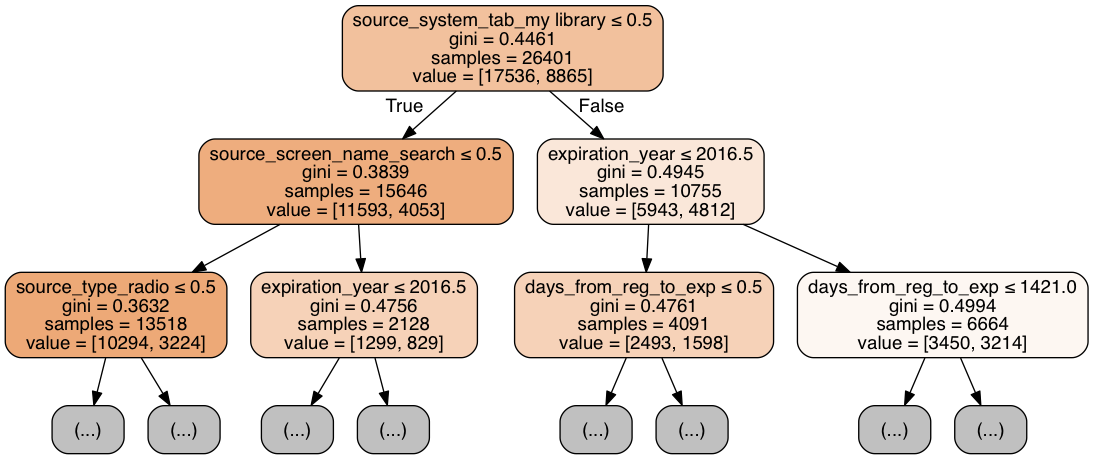 source_system_tab_my library ≤ 0.5
gini = 0.4461
samples = 26401
value = [17536, 8865]
True
False
source_screen_name_search ≤ 0.5
gini = 0.3839
samples = 15646
value = [11593, 4053]
expiration_year ≤ 2016.5
gini = 0.4945
samples = 10755
value = [5943, 4812]
source_type_radio ≤ 0.5
gini = 0.3632
samples = 13518
value = [10294, 3224]
expiration_year ≤ 2016.5
gini = 0.4756
samples = 2128
value = [1299, 829]
days_from_reg_to_exp ≤ 0.5
gini = 0.4761
samples = 4091
value = [2493, 1598]
days_from_reg_to_exp ≤ 1421.0
gini = 0.4994
samples = 6664
value = [3450, 3214]
(...)
(...)
(...)
(...)
(...)
(...)
(...)
(...)